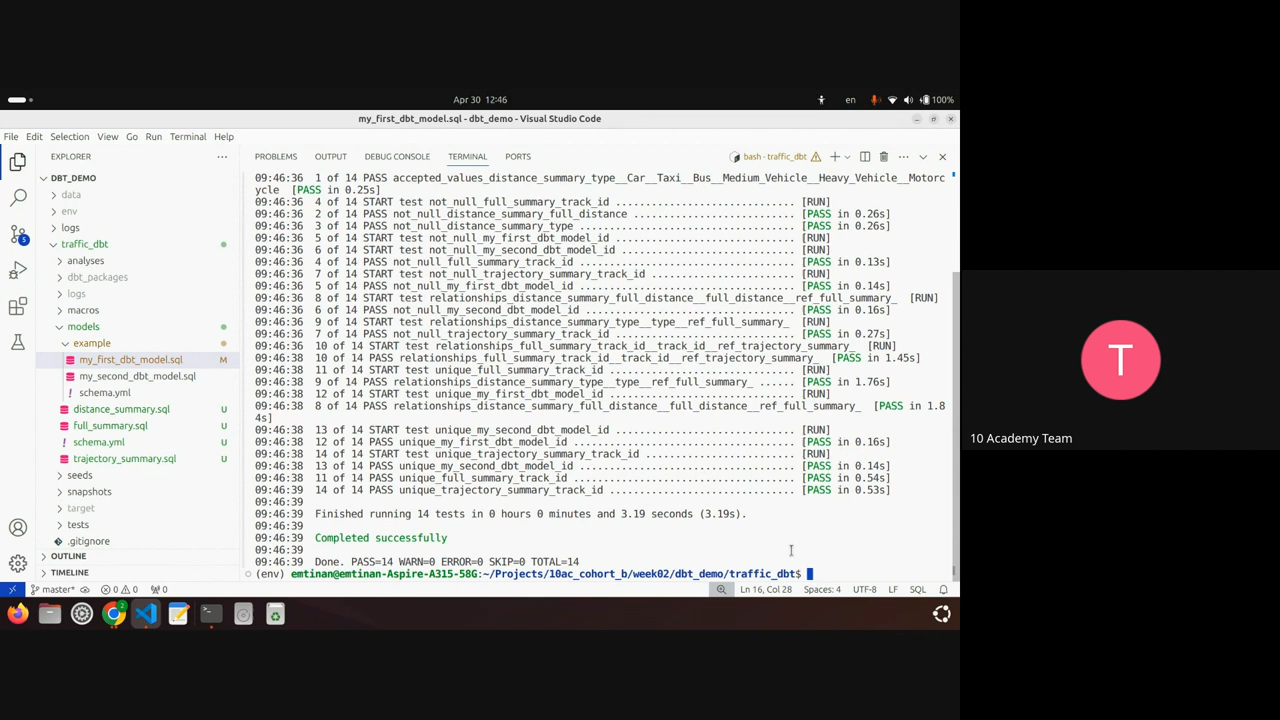 Apr 30 12:46
en
100%
my_first_dbt_model.sql - dbt_demo - Visual Studio Code
File Edit Selection View Go Run Terminal Help
EXPLORER
PROBLEMS OUTPUT DEBUG CONSOLE TERMINAL PORTS
bash - traffic_dbt
DBT_DEMO
data
env
logs
traffic_dbt
analyses
dbt_packages
logs
macros
models
example
my_first_dbt_model.sql M
my_second_dbt_model.sql
schema.yml
distance_summary.sql U
full_summary.sql U
schema.yml U
trajectory_summary.sql U
seeds
snapshots
target
tests
.gitignore
OUTLINE
TIMELINE
5
09:46:36 1 of 14 PASS accepted_values_distance_summary_type__Car__Taxi__Bus__Medium_Vehicle__Heavy_Vehicle__Motor
cycle [PASS in 0.25s]
09:46:36 4 of 14 START test not_null_full_summary_track_id ............................... [RUN]
09:46:36 2 of 14 PASS not_null_distance_summary_full_distance ............................ [PASS in 0.26s]
09:46:36 3 of 14 PASS not_null_distance_summary_type ..................................... [PASS in 0.26s]
09:46:36 5 of 14 START test not_null_my_first_dbt_model_id .............................. [RUN]
09:46:36 6 of 14 START test not_null_my_second_dbt_model_id .............................. [RUN]
09:46:36 4 of 14 PASS not_null_full_summary_track_id ..................................... [PASS in 0.13s]
09:46:36 7 of 14 START test not_null_trajectory_summary_track_id ......................... [RUN]
09:46:36 5 of 14 PASS not_null_my_first_dbt_model_id ..................................... [PASS in 0.14s]
09:46:36 8 of 14 START test relationships_distance_summary_full_distance__full_distance__ref_full_summary_ [RUN]
09:46:36 6 of 14 PASS not_null_my_second_dbt_model_id .................................... [PASS in 0.16s]
09:46:36 9 of 14 START test relationships_distance_summary_type__type__ref_full_summary_ [RUN]
09:46:36 7 of 14 PASS not_null_trajectory_summary_track_id ............................... [PASS in 0.27s]
09:46:36 10 of 14 START test relationships_full_summary_track_id__track_id__ref_trajectory_summary_ [RUN]
09:46:38 10 of 14 PASS relationships_full_summary_track_id__track_id__ref_trajectory_summary_ [PASS in 1.45s]
09:46:38 11 of 14 START test unique_full_summary_track_id ................................ [RUN]
09:46:38 9 of 14 PASS relationships_distance_summary_type__type__ref_full_summary_ ...... [PASS in 1.76s]
09:46:38 12 of 14 START test unique_my_first_dbt_model_id ................................ [RUN]
09:46:38 8 of 14 PASS relationships_distance_summary_full_distance__full_distance__ref_full_summary_ [PASS in 1.8
4s]
09:46:38 13 of 14 START test unique_my_second_dbt_model_id ............................... [RUN]
09:46:38 12 of 14 PASS unique_my_first_dbt_model_id ...................................... [PASS in 0.16s]
09:46:38 14 of 14 START test unique_trajectory_summary_track_id .......................... [RUN]
09:46:38 13 of 14 PASS unique_my_second_dbt_model_id ..................................... [PASS in 0.14s]
09:46:38 11 of 14 PASS unique_full_summary_track_id ...................................... [PASS in 0.54s]
09:46:39 14 of 14 PASS unique_trajectory_summary_track_id ................................ [PASS in 0.53s]
09:46:39
09:46:39 Finished running 14 tests in 0 hours 0 minutes and 3.19 seconds (3.19s).
09:46:39
09:46:39 Completed successfully
09:46:39
09:46:39 Done. PASS=14 WARN=0 ERROR=0 SKIP=0 TOTAL=14
(env) emtinan@emtinan-Aspire-A315-58G:~/Projects/10ac_cohort_b/week02/dbt_demo/traffic_dbt$
master* 0 0 0 Ln 16, Col 28 Spaces: 4 UTF-8 LF SQL
2
T
10 Academy Team